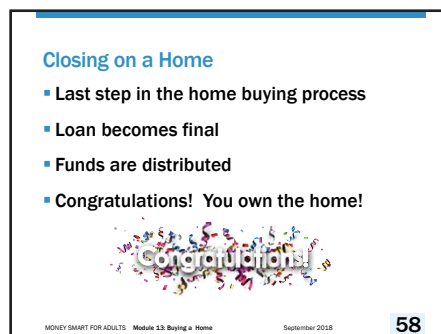 Closing on a Home
▪ Last step in the home buying process
▪ Loan becomes final
▪ Funds are distributed
▪ Congratulations! You own the home!
Congratulations!
MONEY SMART FOR ADULTS Module 13: Buying a Home September 2018 58